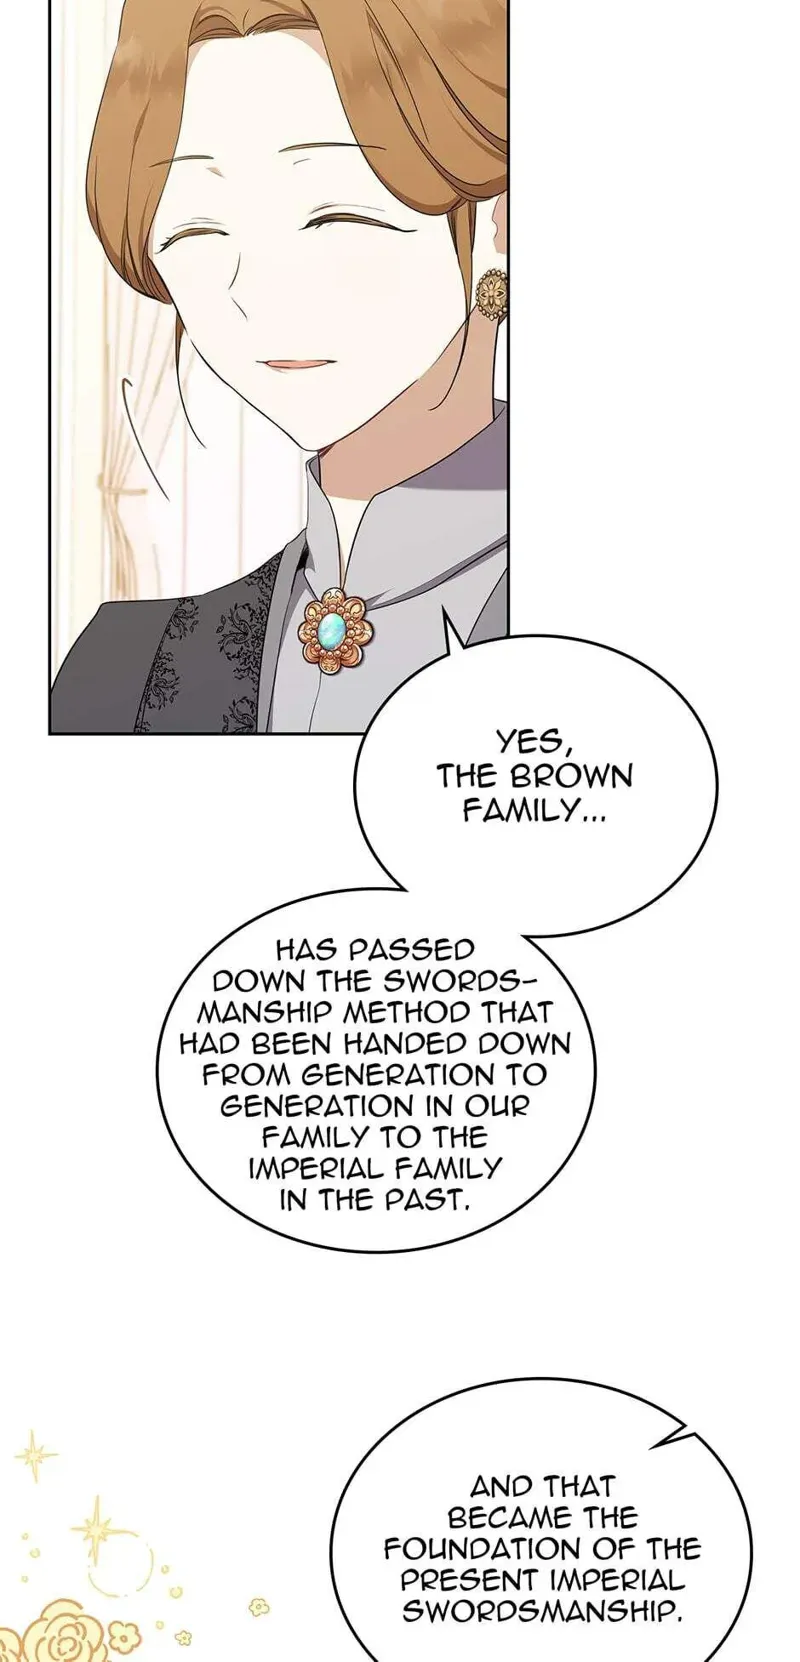 YES,
THE BROWN
FAMILY...
HAS PASSED
DOWN THE SWORDS-
MANSHIP METHOD THAT
HAD BEEN HANDED DOWN
FROM GENERATION TO
GENERATION IN OUR
FAMILY TO THE
IMPERIAL FAMILY
IN THE PAST.
AND THAT
BECAME THE
FOUNDATION OF THE
PRESENT IMPERIAL
SWORDSMANSHIP.